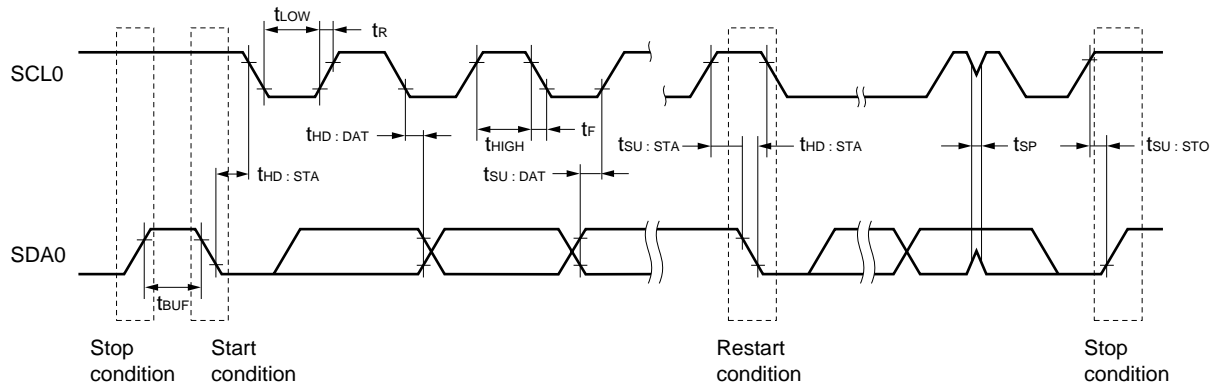 tLOW
tR
SCL0
tHD : DAT
tHIGH
tF
tSU : STA
tHD : STA
tSP
tSU : STO
tHD : STA
tSU : DAT
SDA0
tBUF
Stop
condition
Start
condition
Restart
condition
Stop
condition